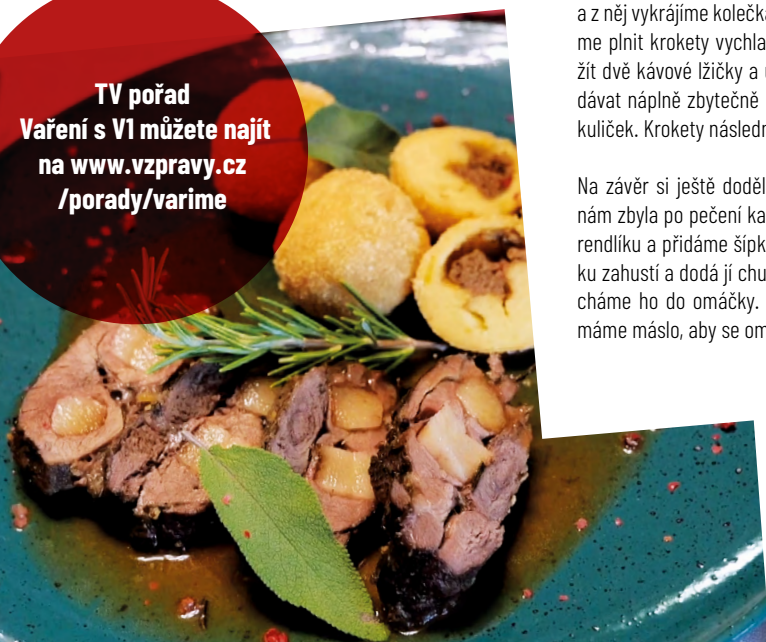 TV pořad
Vaření s V1 můžete najít
na www.vzpravy.cz
/porady/varime
a z něj vykrájíme kolečka
me plnit krokety vychla
žít dvě kávové lžičky a
dávat náplně zbytečně
kuliček. Krokety následn
Na závěr si ještě doděl
nám zbyla po pečení ka
rendlíku a přidáme šípk
ku zahustí a dodá jí chu
cháme ho do omáčky.
máme máslo, aby se om